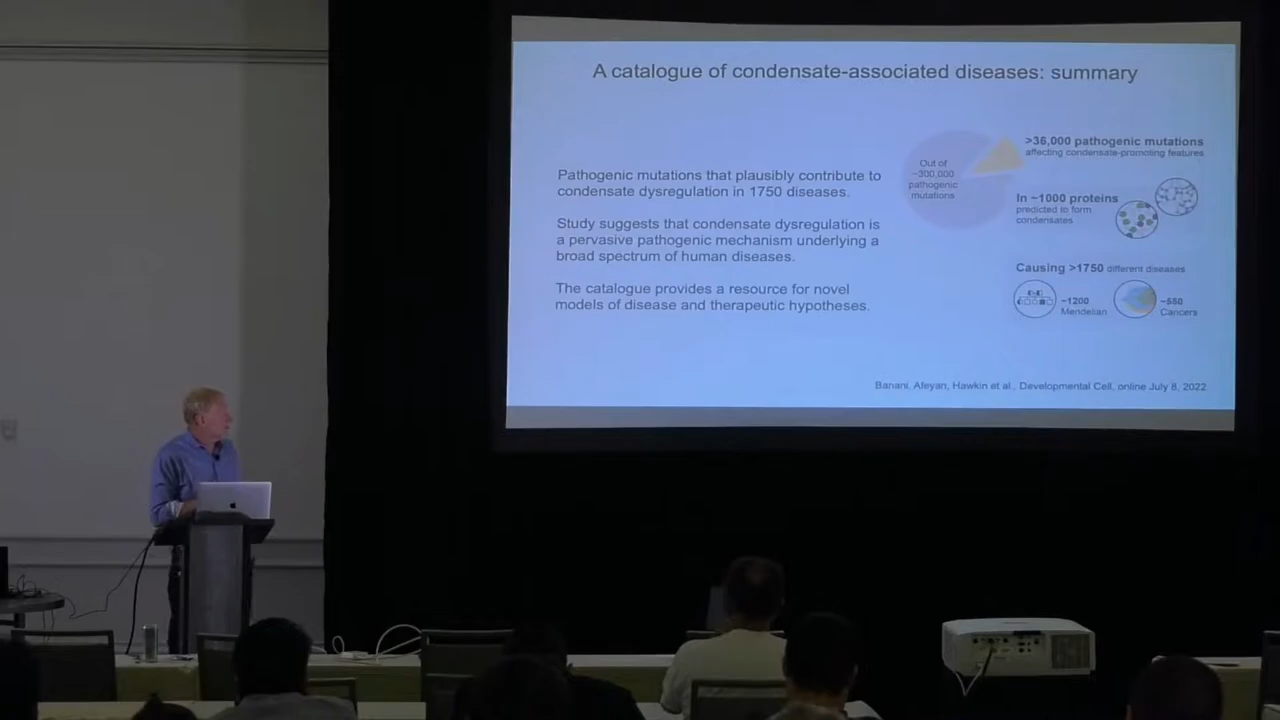 A catalogue of condensate-associated diseases: summary
Pathogenic mutations that plausibly contribute to
condensate dysregulation in 1750 diseases.
Study suggests that condensate dysregulation is
a pervasive pathogenic mechanism underlying a
broad spectrum of human diseases.
The catalogue provides a resource for novel
models of disease and therapeutic hypotheses.
Out of
~300,000
pathogenic
mutations
>36,000 pathogenic mutations
affecting condensate-promoting features
In ~1000 proteins
predicted to form
condensates
Causing >1750 different diseases
~1200
Mendelian
~550
Cancers
Banani, Afeyan, Hawkin et al., Developmental Cell, online July 8, 2022